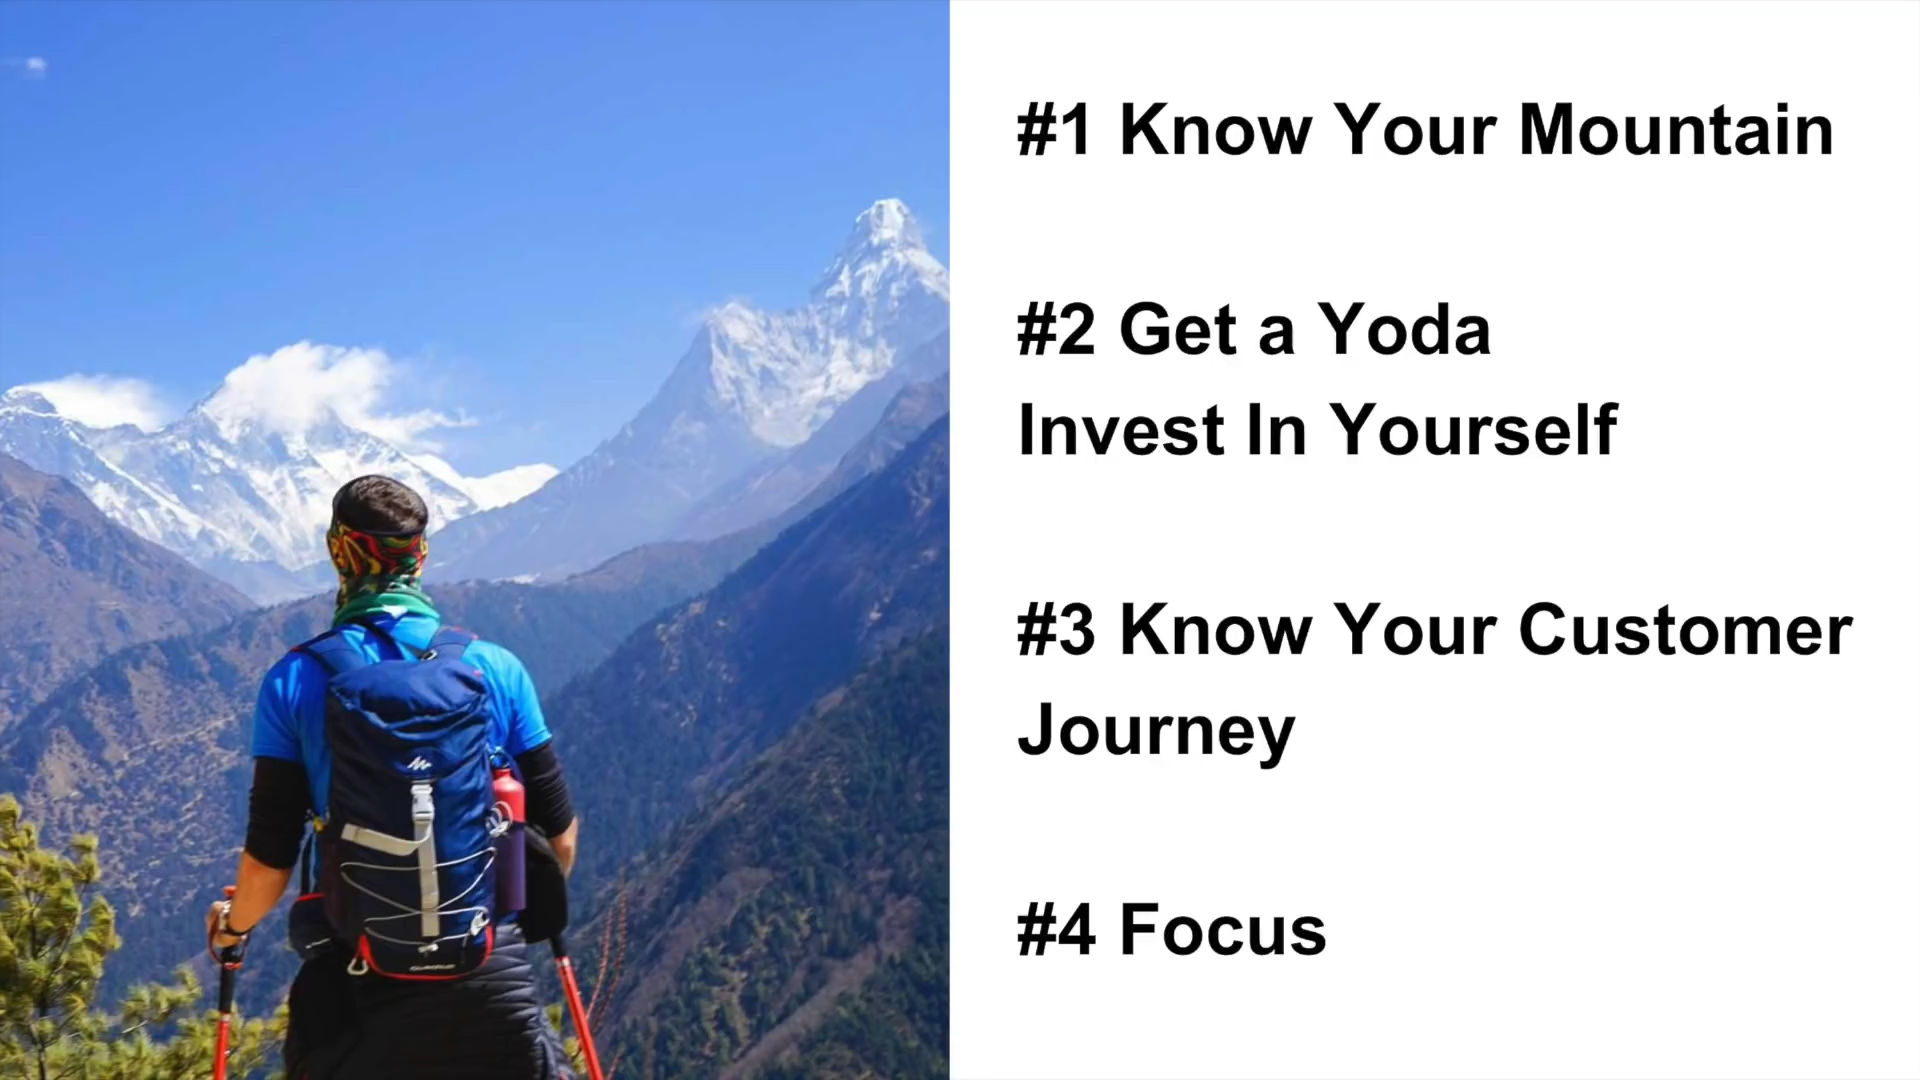 #1 Know Your Mountain
#2 Get a Yoda
Invest In Yourself
#3 Know Your Customer
Journey
#4 Focus